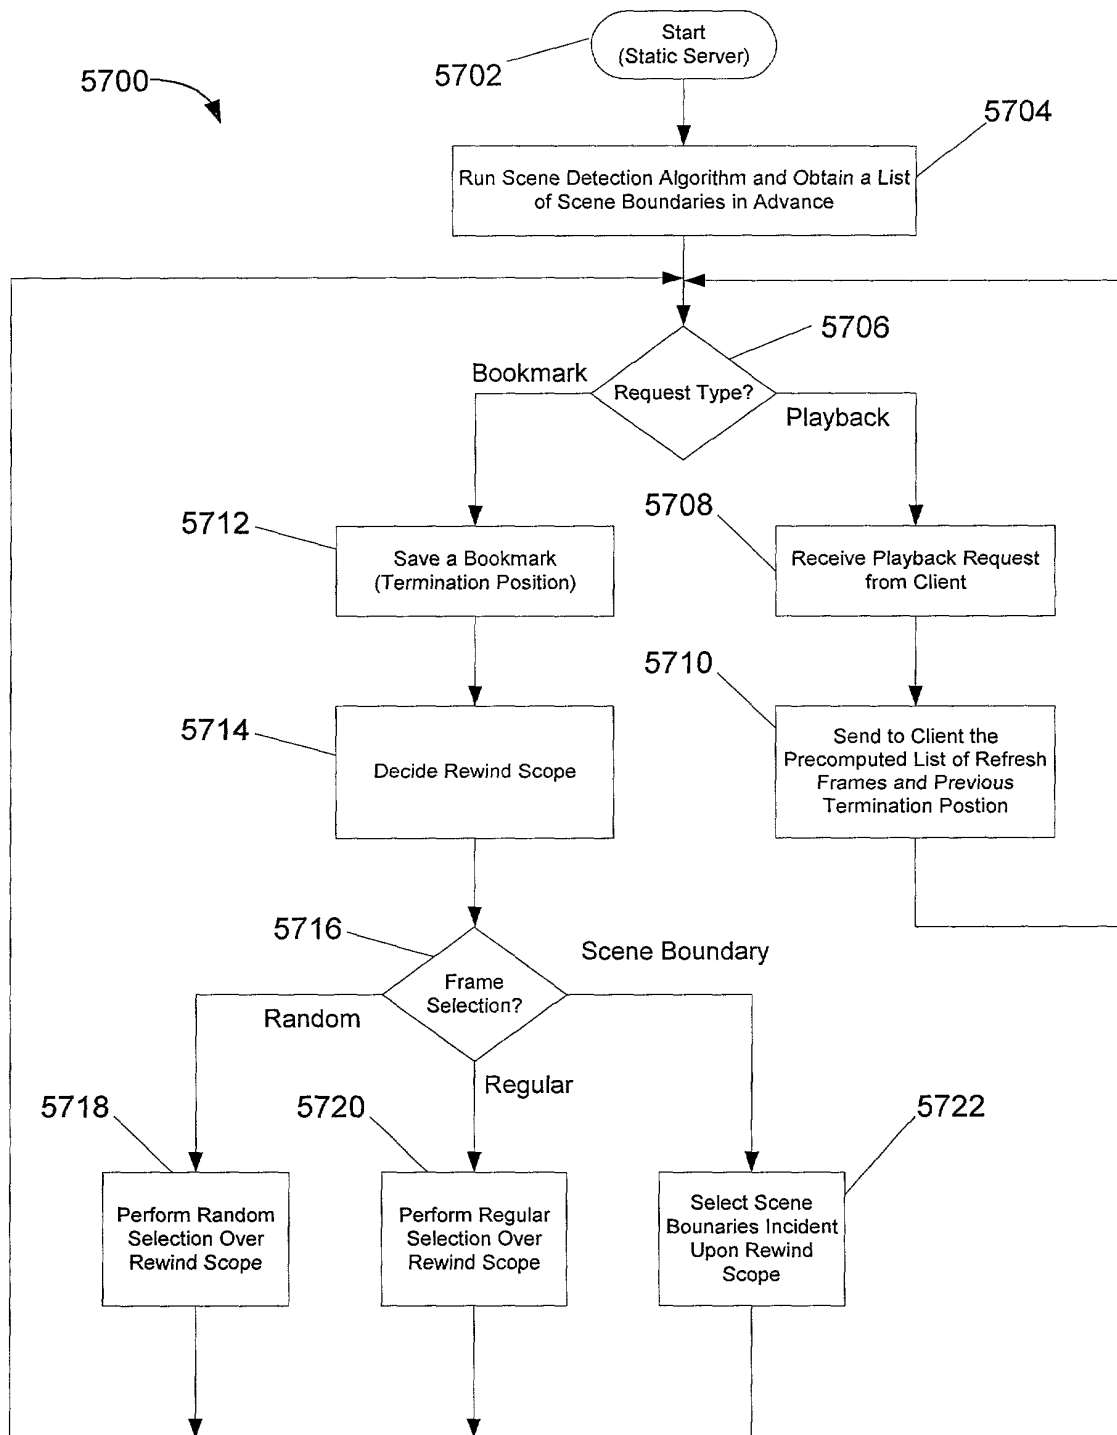 Start
(Static Server)
5702
5700
5704
Run Scene Detection Algorithm and Obtain a List
of Scene Boundaries in Advance
5706
Bookmark
Request Type?
Playback
5712
5708
Save a Bookmark
(Termination Position)
Receive Playback Request
from Client
5710
5714
Decide Rewind Scope
Send to Client the
Precomputed List of Refresh
Frames and Previous
Termination Postion
5716
Scene Boundary
Frame
Selection?
Random
Regular
5718
5720
5722
Perform Random
Selection Over
Rewind Scope
Perform Regular
Selection Over
Rewind Scope
Select Scene
Bounaries Incident
Upon Rewind
Scope